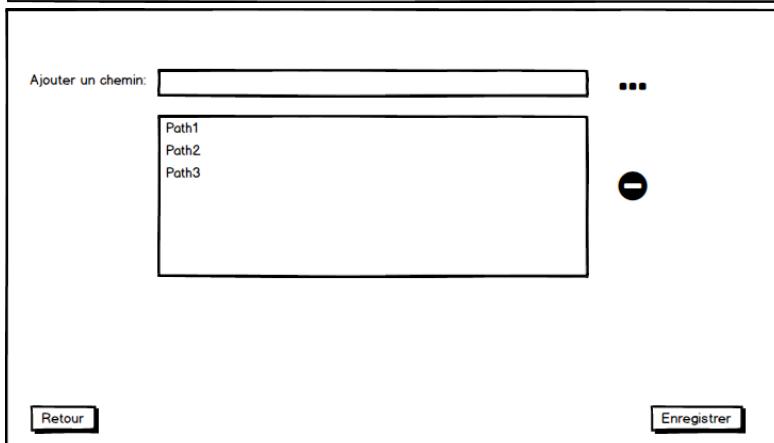 Ajouter un chemin:
Path1
Path2
Path3
Retour
Enregistrer